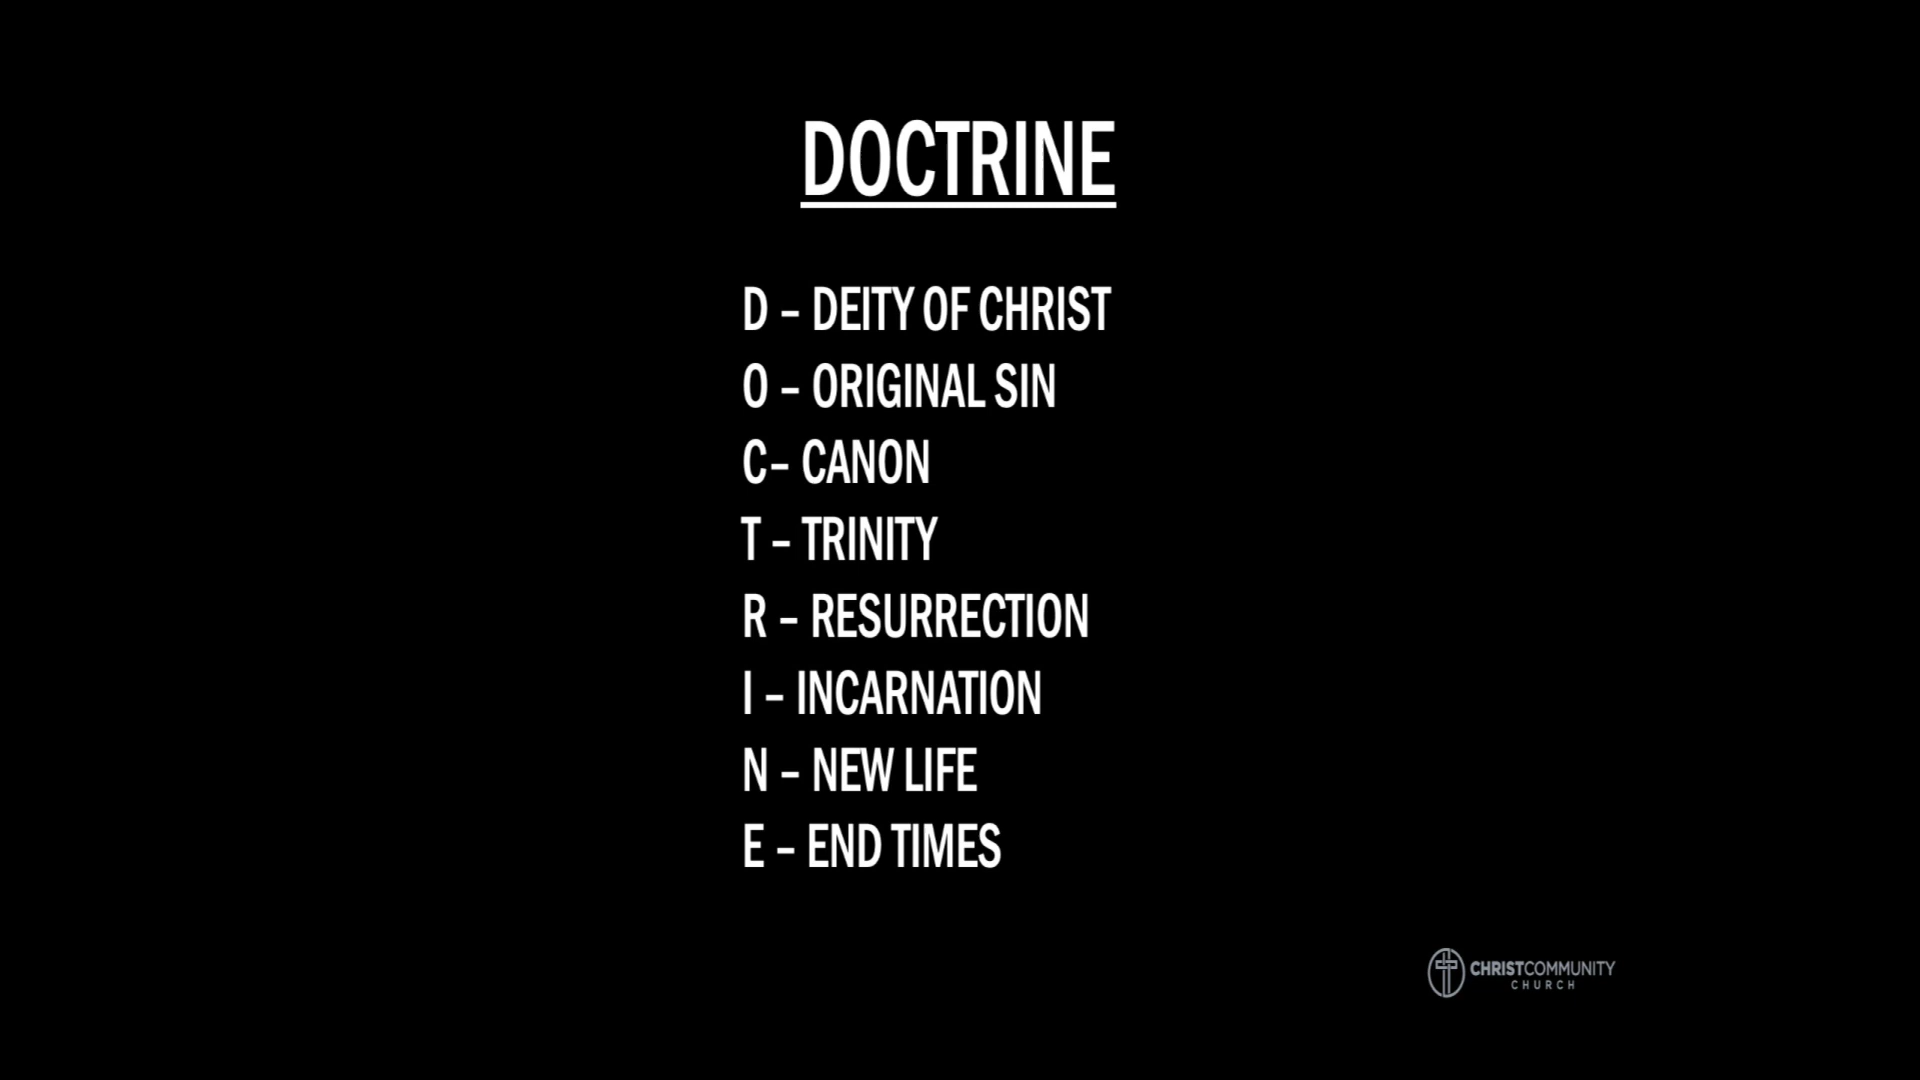 DOCTRINE
D – DEITY OF CHRIST
O – ORIGINAL SIN
C– CANON
T – TRINITY
R – RESURRECTION
I – INCARNATION
N – NEW LIFE
E – END TIMES
CHRISTCOMMUNITY
CHURCH